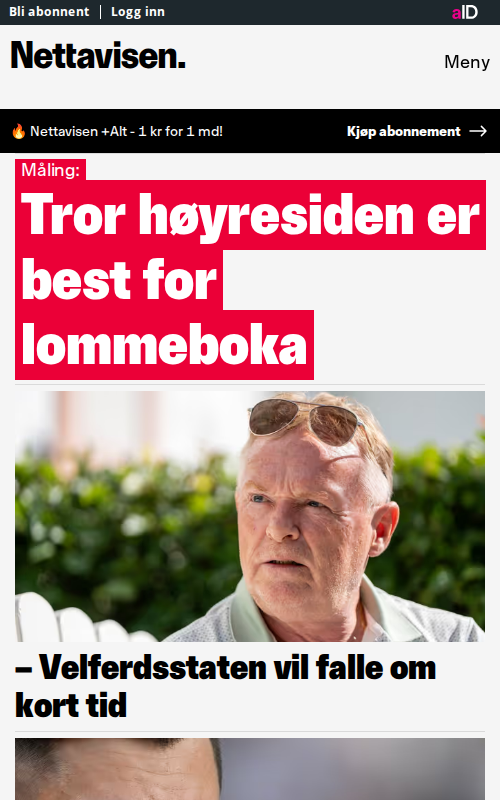 Bli abonnent | Logg inn
aID
Nettavisen.
Meny
🔥 Nettavisen +Alt - 1 kr for 1 md!
Kjøp abonnement →
Måling:
Tror høyresiden er
best for
lommeboka
– Velferdsstaten vil falle om
kort tid